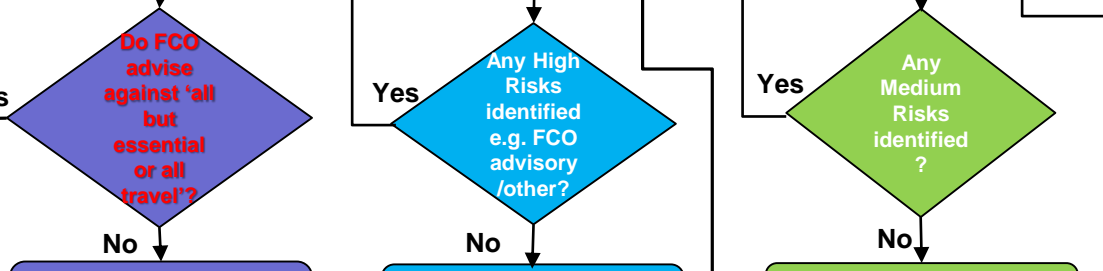 Do FCO
advise
against ‘all
but
essential
or all
travel’?
No
Yes
Any High
Risks
identified
e.g. FCO
advisory
/other?
No
Yes
Any
Medium
Risks
identified
?
No